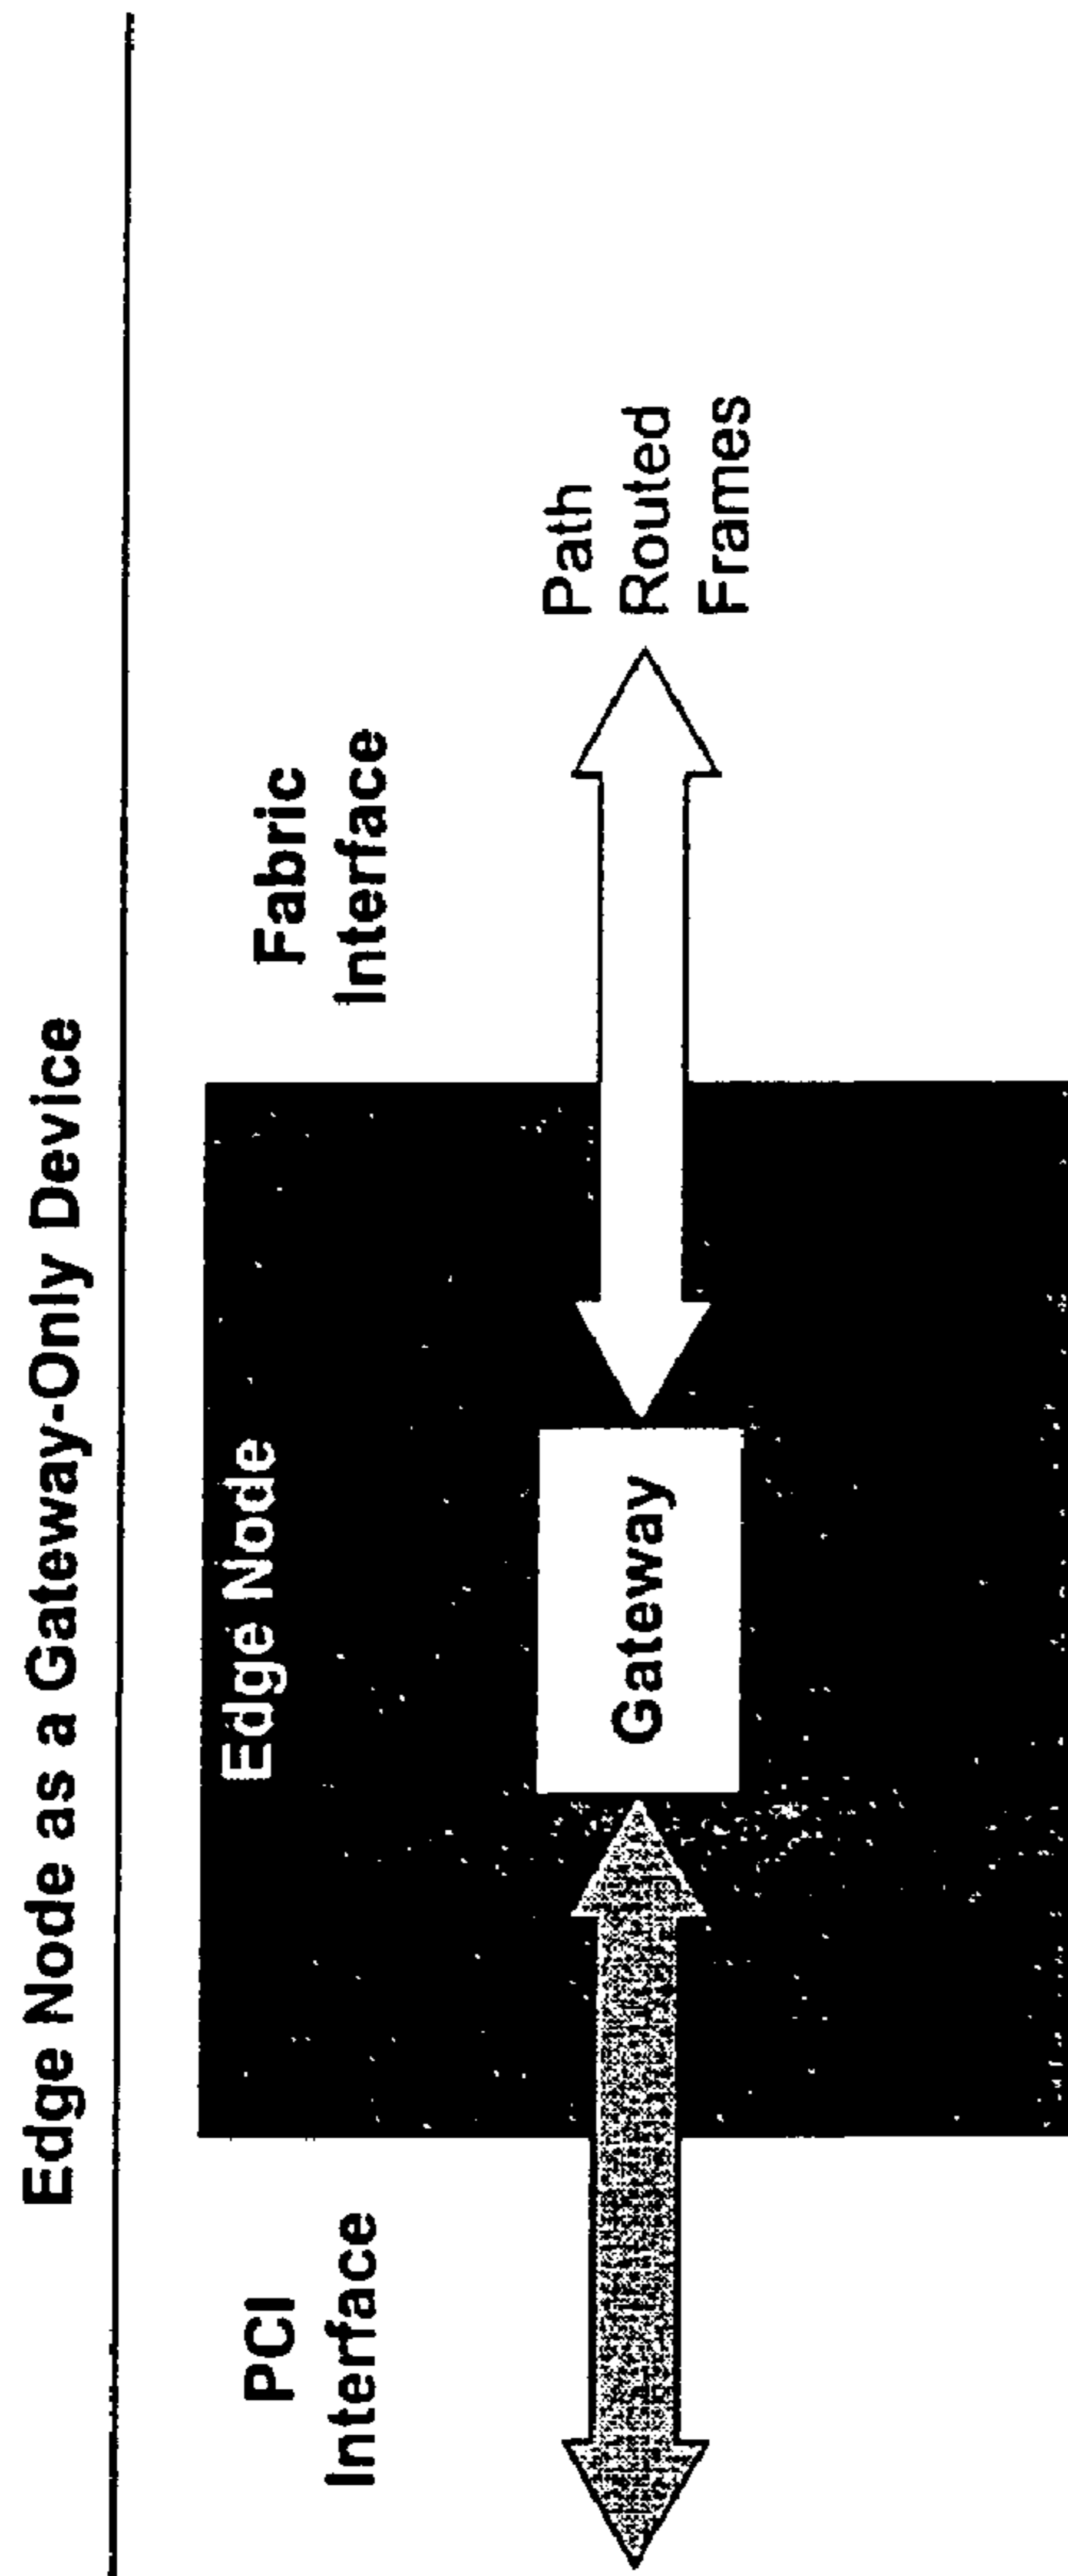 Edge Node as a Gateway-Only Device
PCI
Interface
Edge Node
Gateway
Fabric
Interface
Path
Routed
Frames